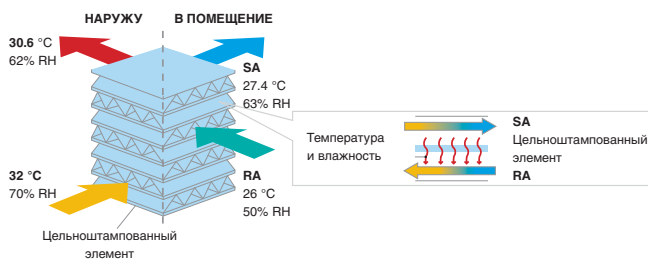 НАРУЖУ
В ПОМЕЩЕНИЕ
30.6 °C
62% RH
SA
27.4 °C
63% RH
32 °C
70% RH
RA
26 °C
50% RH
Цельноштампованный
элемент
Температура
и влажность
SA
Цельноштампованный
элемент
RA